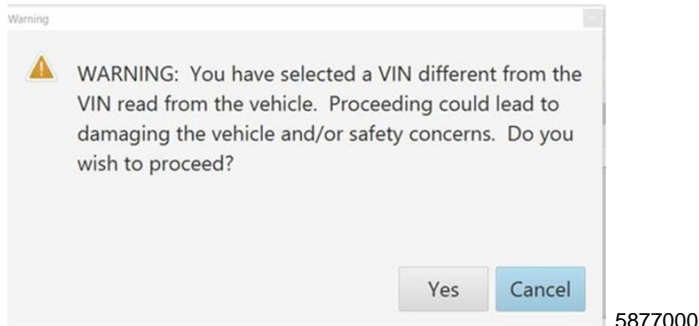 Warning
WARNING: You have selected a VIN different from the
VIN read from the vehicle. Proceeding could lead to
damaging the vehicle and/or safety concerns. Do you
wish to proceed?
Yes Cancel
5877000